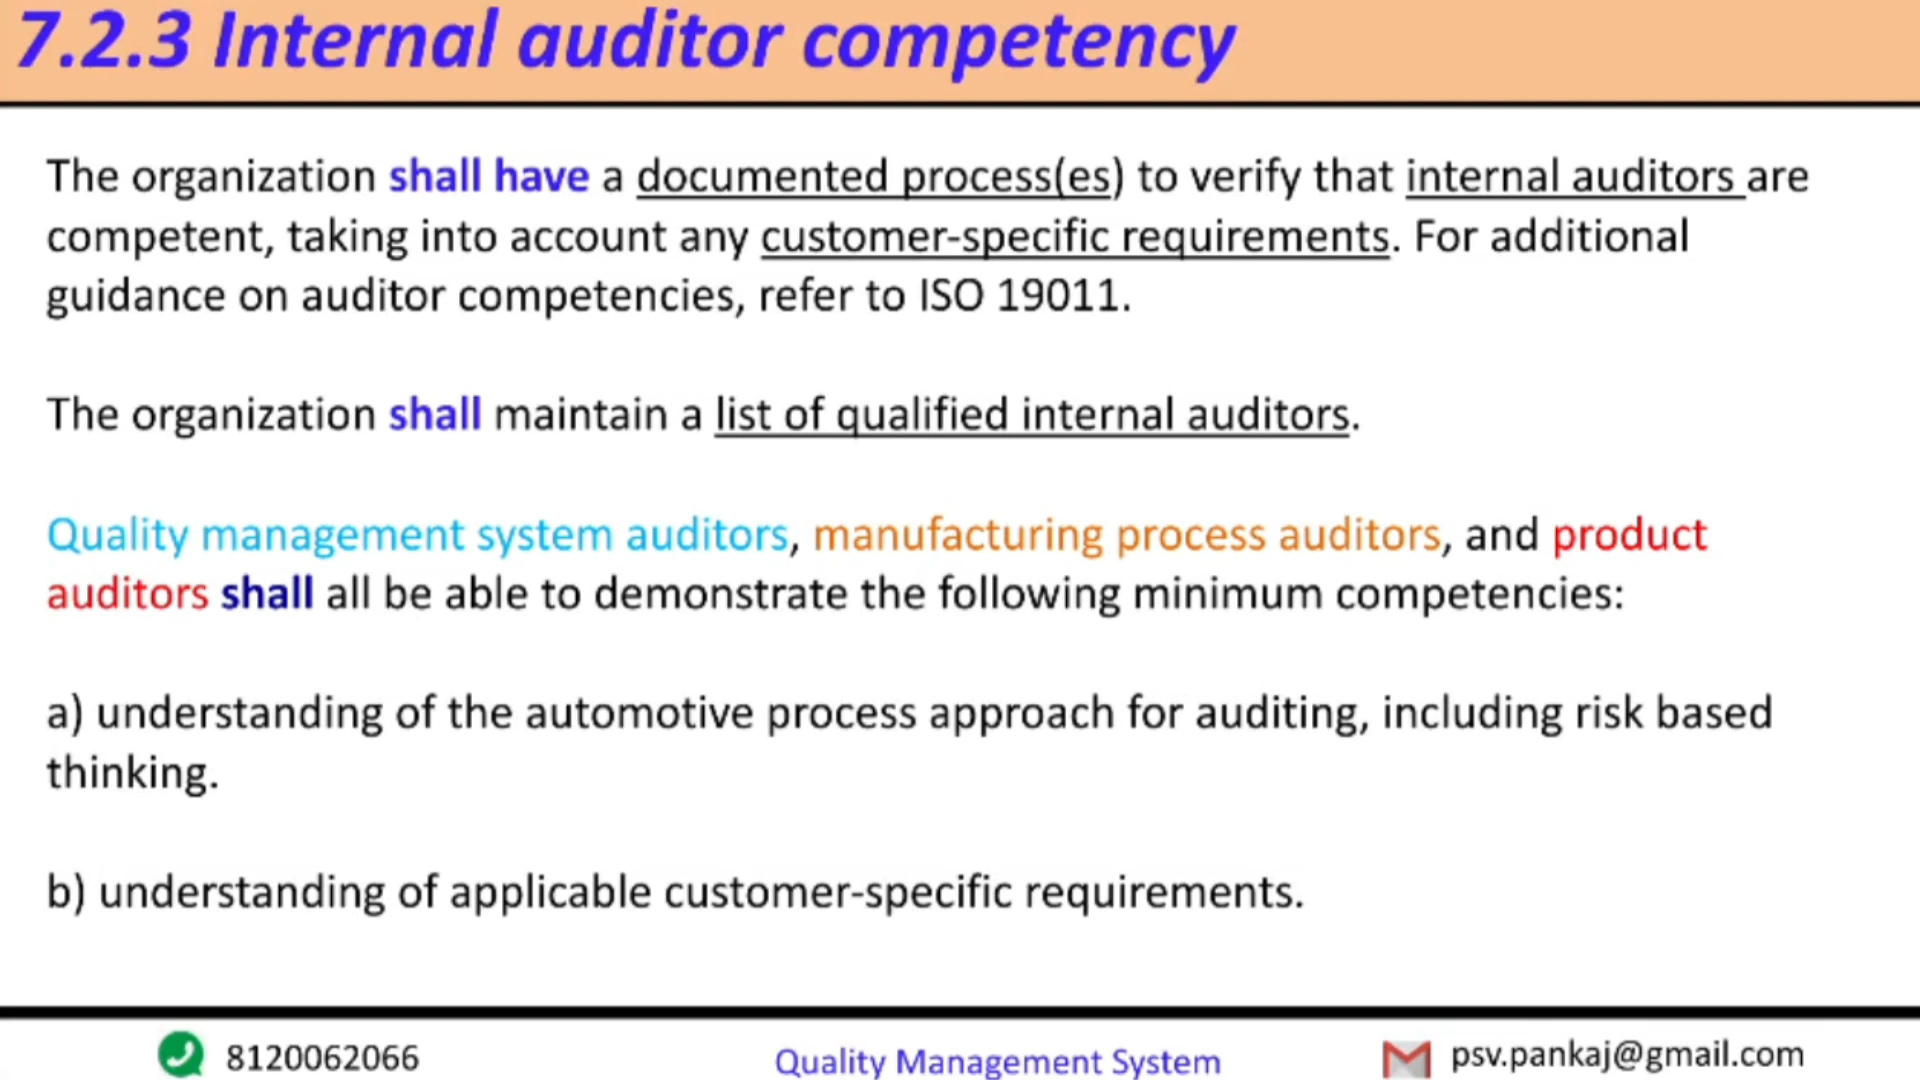 7.2.3 Internal auditor competency
The organization shall have a documented process(es) to verify that internal auditors are
competent, taking into account any customer-specific requirements. For additional
guidance on auditor competencies, refer to ISO 19011.
The organization shall maintain a list of qualified internal auditors.
Quality management system auditors, manufacturing process auditors, and product
auditors shall all be able to demonstrate the following minimum competencies:
a) understanding of the automotive process approach for auditing, including risk based
thinking.
b) understanding of applicable customer-specific requirements.
8120062066
Quality Management System
psv.pankaj@gmail.com